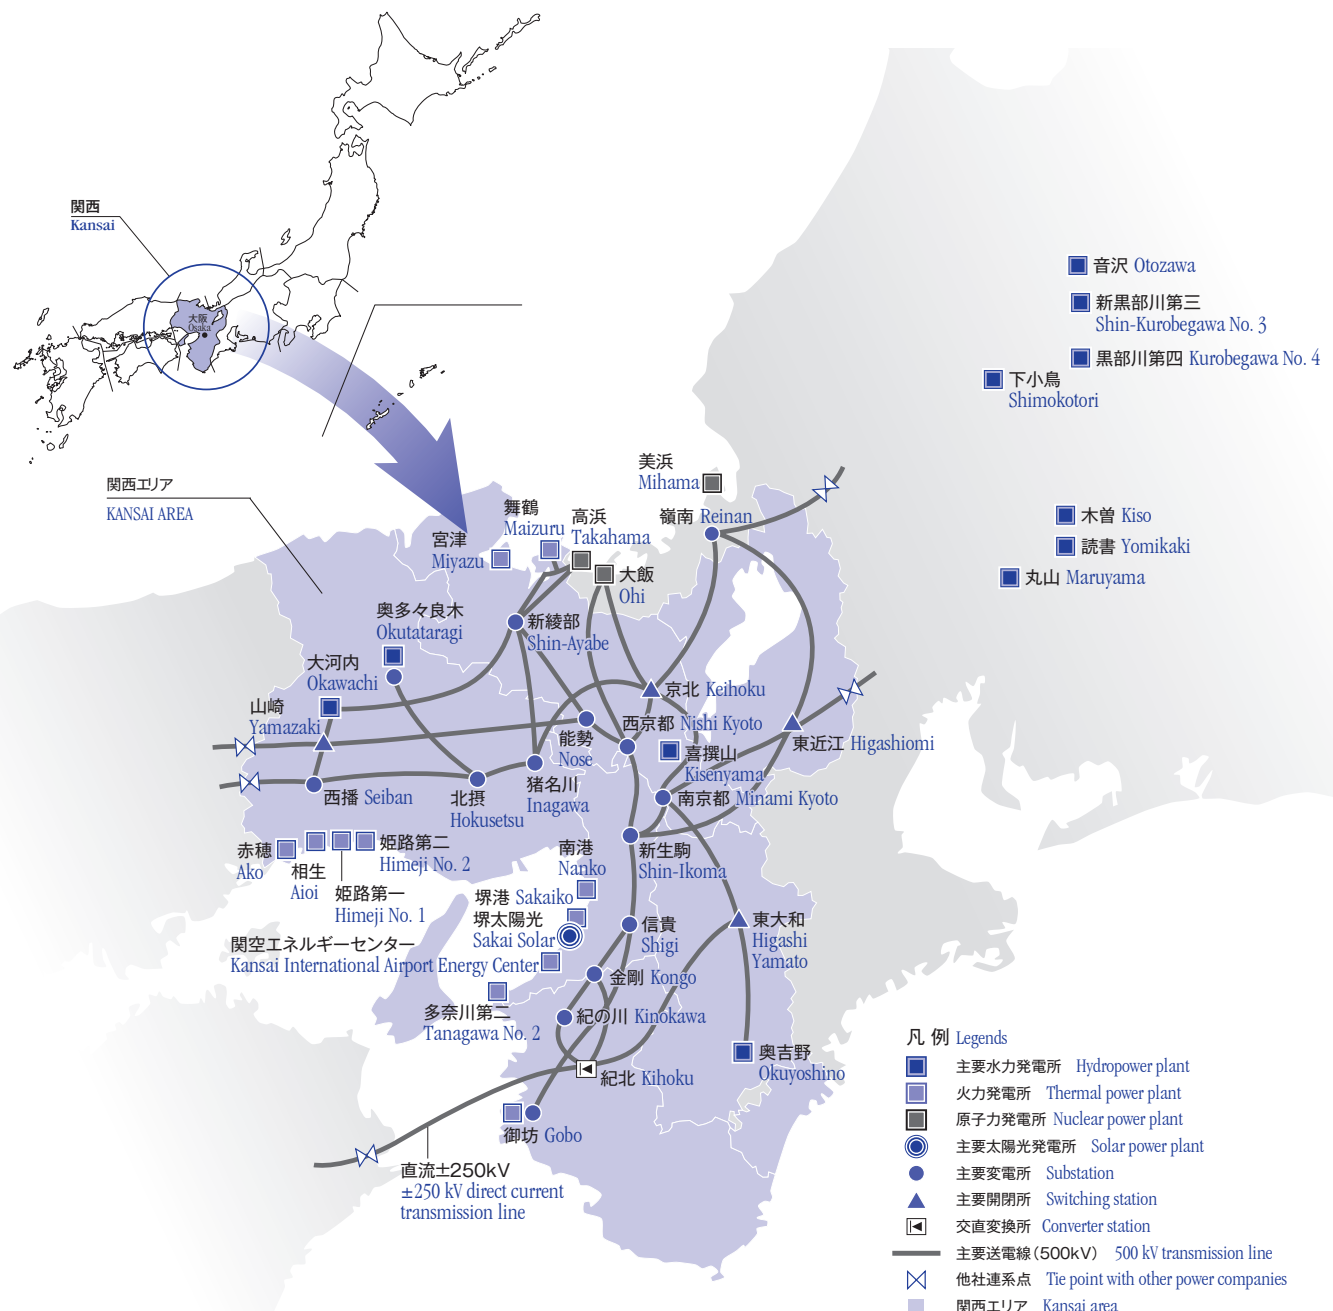 関西
Kansai
大阪
Osaka
音沢 Otozawa
新黒部川第三
Shin-Kurobegawa No. 3
黒部川第四 Kurobegawa No. 4
下小鳥
Shimokotori
関西エリア
KANSAI AREA
美浜
Mihama
舞鶴
Maizuru
高浜
Takahama
嶺南 Reinan
宮津
Miyazu
大飯
Ohi
木曽 Kiso
読書 Yomikaki
丸山 Maruyama
奥多々良木
Okutataragi
新綾部
Shin-Ayabe
大河内
Okawachi
京北 Keihoku
山崎
Yamazaki
西京都 Nishi Kyoto
能勢
Nose
喜撰山
Kisenyama
東近江 Higashiomi
西播 Seiban
北摂
Hokusetsu
猪名川
Inagawa
南京都 Minami Kyoto
赤穂
Ako
相生
Aioi
姫路第二
Himeji No. 2
姫路第一
Himeji No. 1
南港
Nanko
新生駒
Shin-Ikoma
堺港 Sakaiko
堺太陽光
Sakai Solar
信貴
Shigi
東大和
Higashi
Yamato
関空エネルギーセンター
Kansai International Airport Energy Center
金剛 Kongo
多奈川第二
Tanagawa No. 2
紀の川 Kinokawa
奥吉野
Okuyoshino
紀北 Kihoku
御坊 Gobo
直流±250kV
±250 kV direct current
transmission line
凡 例 Legends
主要水力発電所 Hydropower plant
火力発電所 Thermal power plant
原子力発電所 Nuclear power plant
主要太陽光発電所 Solar power plant
主要変電所 Substation
主要開閉所 Switching station
交直変換所 Converter station
主要送電線（500kV） 500 kV transmission line
他社連系点 Tie point with other power companies
関西エリア Kansai area